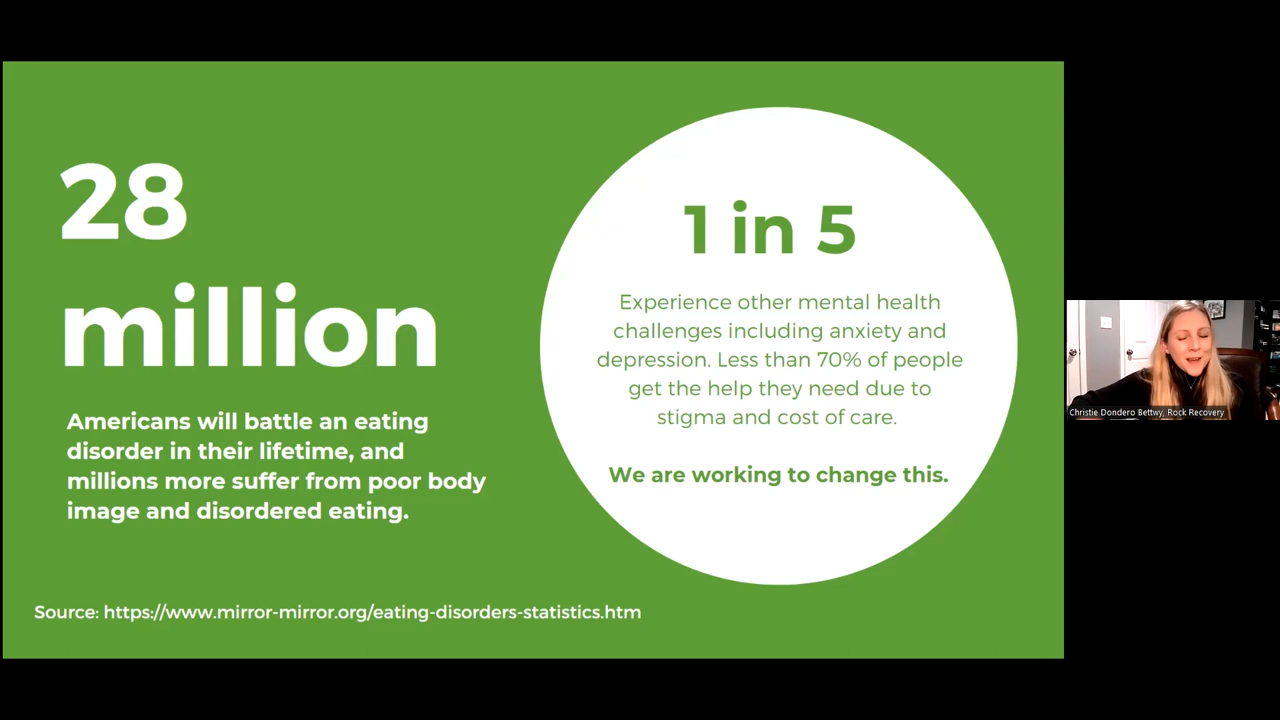 28
million
Americans will battle an eating
disorder in their lifetime, and
millions more suffer from poor body
image and disordered eating.
1 in 5
Experience other mental health
challenges including anxiety and
depression. Less than 70% of people
get the help they need due to
stigma and cost of care.
We are working to change this.
Source: https://www.mirror-mirror.org/eating-disorders-statistics.htm
Christie Dondero Bettwy, Rock Recovery